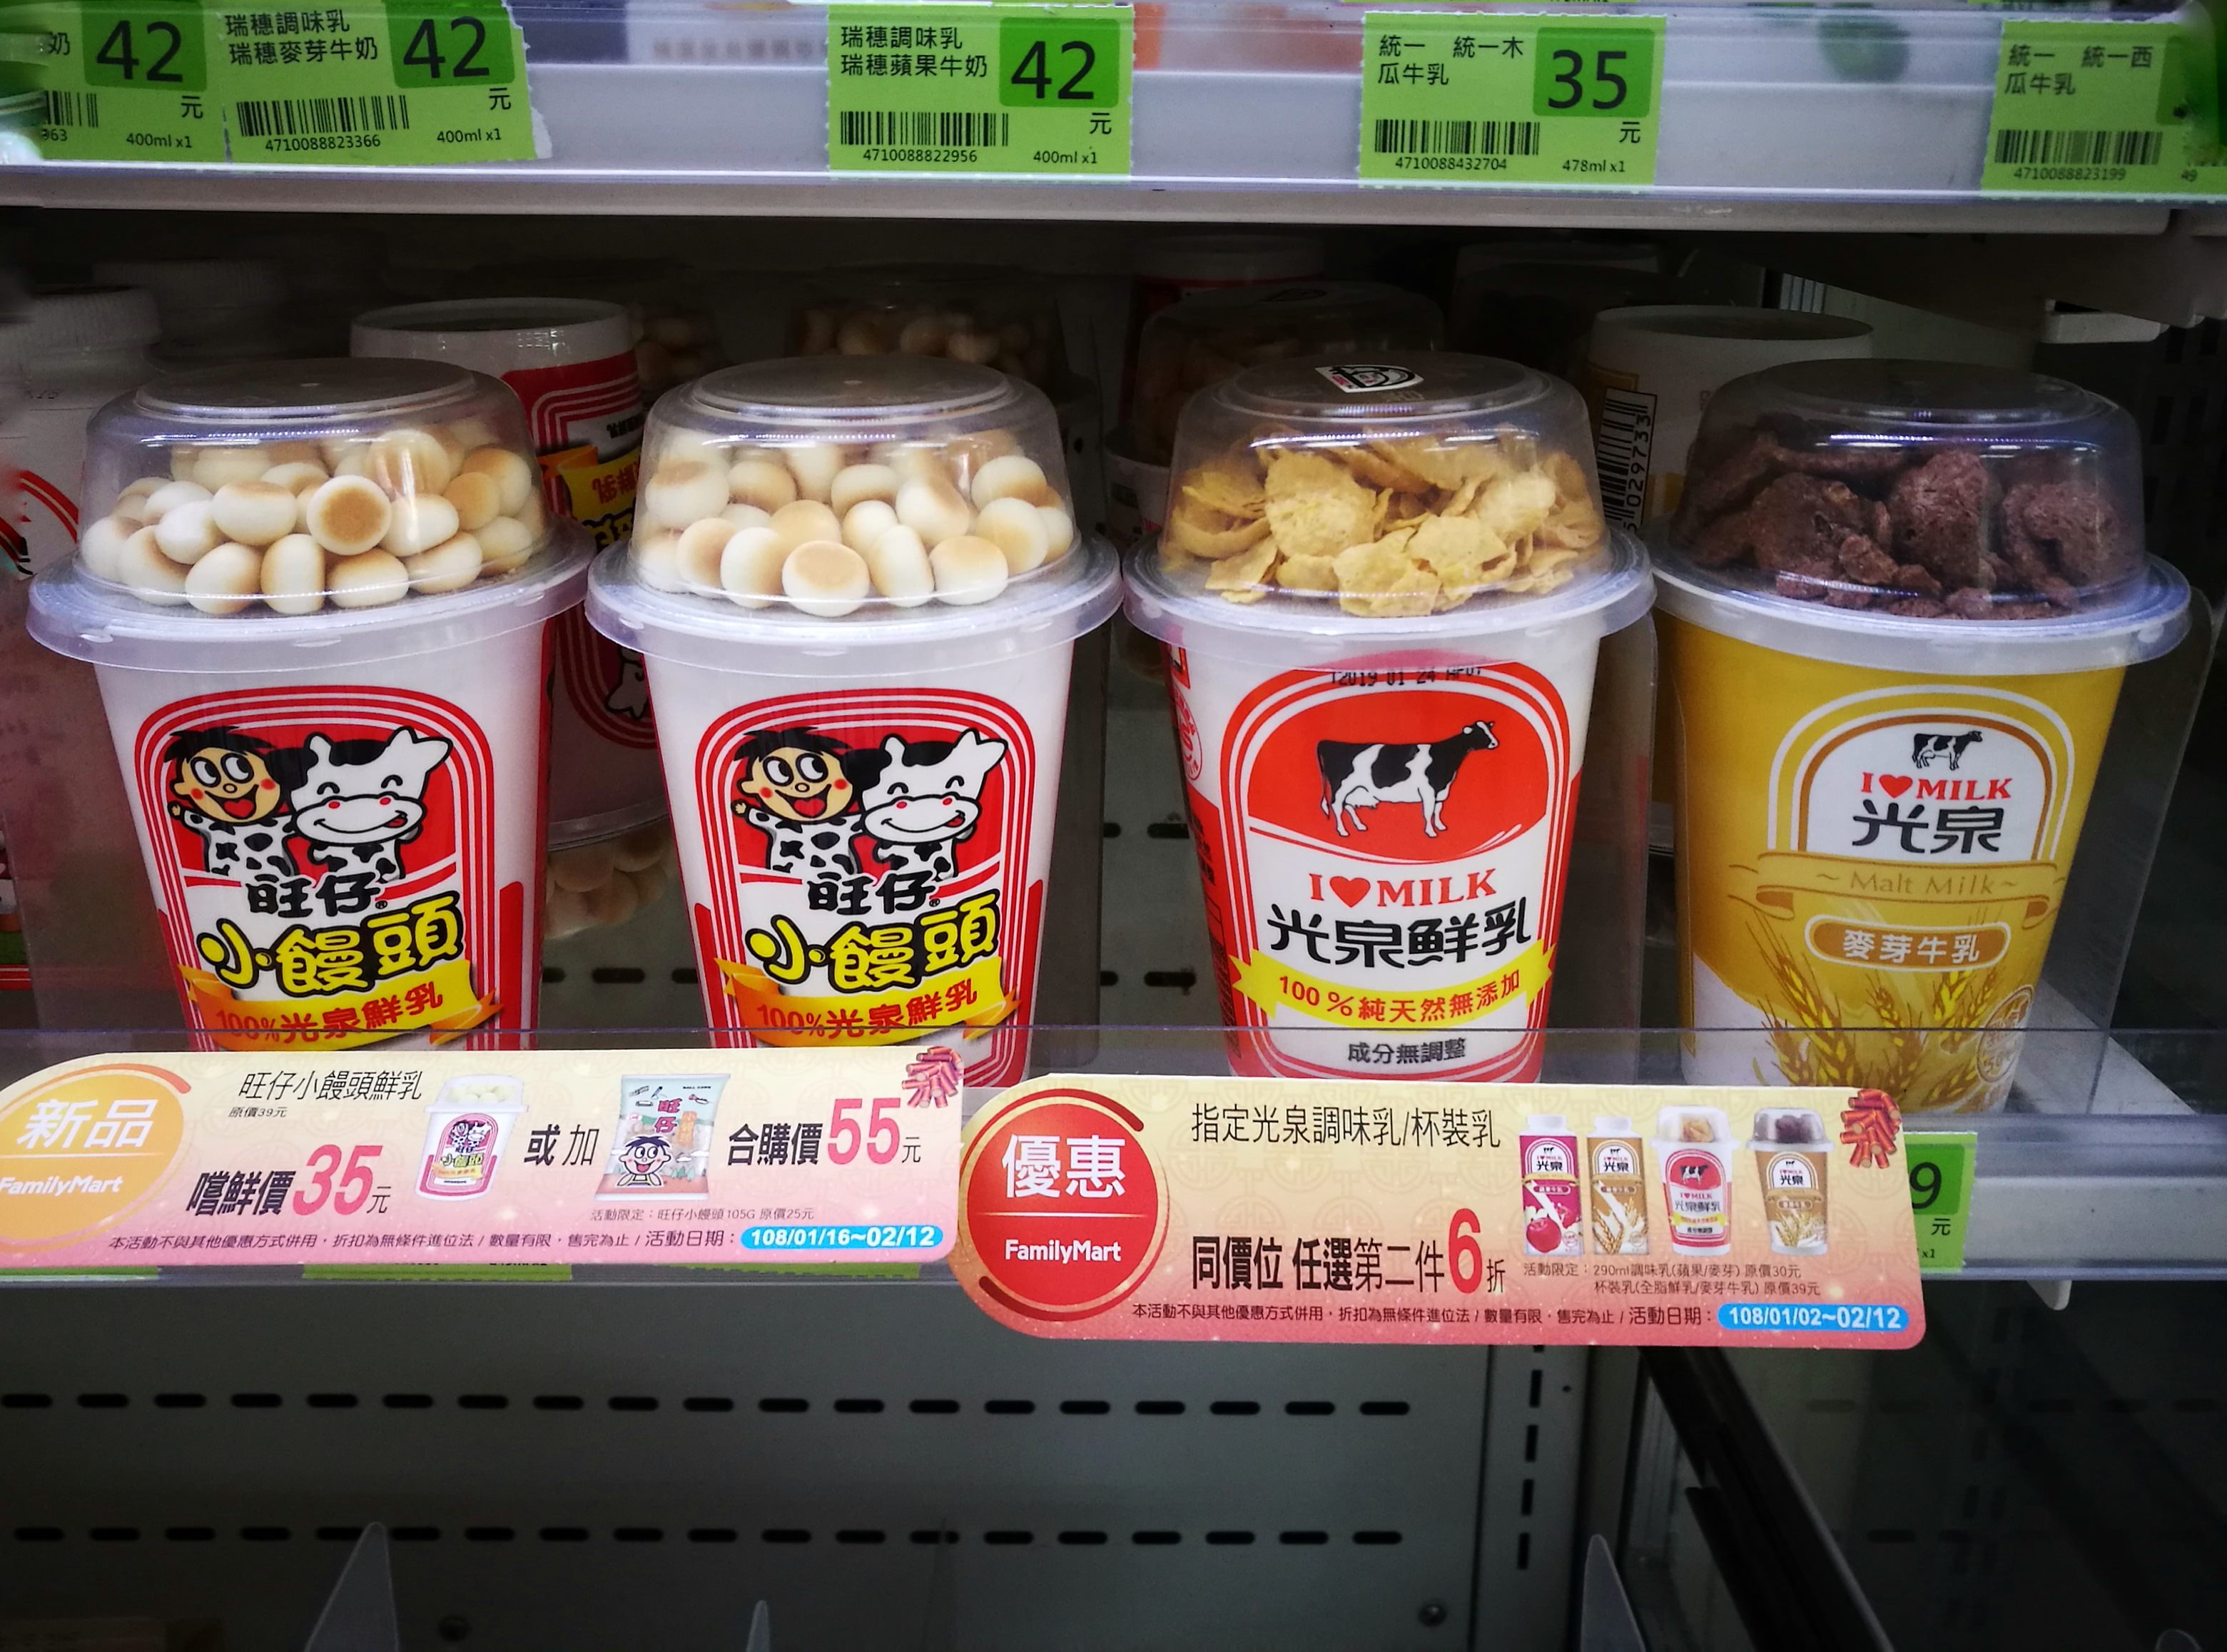 奶 42
元
963 400ml x1
瑞穗調味乳
瑞穗麥芽牛奶 42
元
4710088823366 400ml x1
瑞穗調味乳
瑞穗蘋果牛奶 42
元
4710088822956 400ml x1
統一 統一木
瓜牛乳 35
元
4710088432704 478ml x1
統一 統一西
瓜牛乳
4710088823199 49
旺仔®
小饅頭
100%光泉鮮乳
旺仔®
小饅頭
100%光泉鮮乳
2019 01 24
I❤MILK
光泉鮮乳
100%純天然無添加
成分無調整
I❤MILK
光泉
~ Malt Milk ~
麥芽牛乳
5029733
新品
FamilyMart
旺仔小饅頭鮮乳
原價39元
嚐鮮價35元
或加
合購價55元
活動限定：旺仔小饅頭105G 原價25元
本活動不與其他優惠方式併用，折扣為無條件進位法 / 數量有限，售完為止 / 活動日期： 108/01/16~02/12
優惠
FamilyMart
指定光泉調味乳/杯裝乳
同價位 任選第二件6折
活動限定：290ml調味乳(蘋果/麥芽) 原價30元
杯裝乳(全脂鮮乳/麥芽牛乳) 原價39元
本活動不與其他優惠方式併用，折扣為無條件進位法 / 數量有限，售完為止 / 活動日期： 108/01/02~02/12
9
元
x1